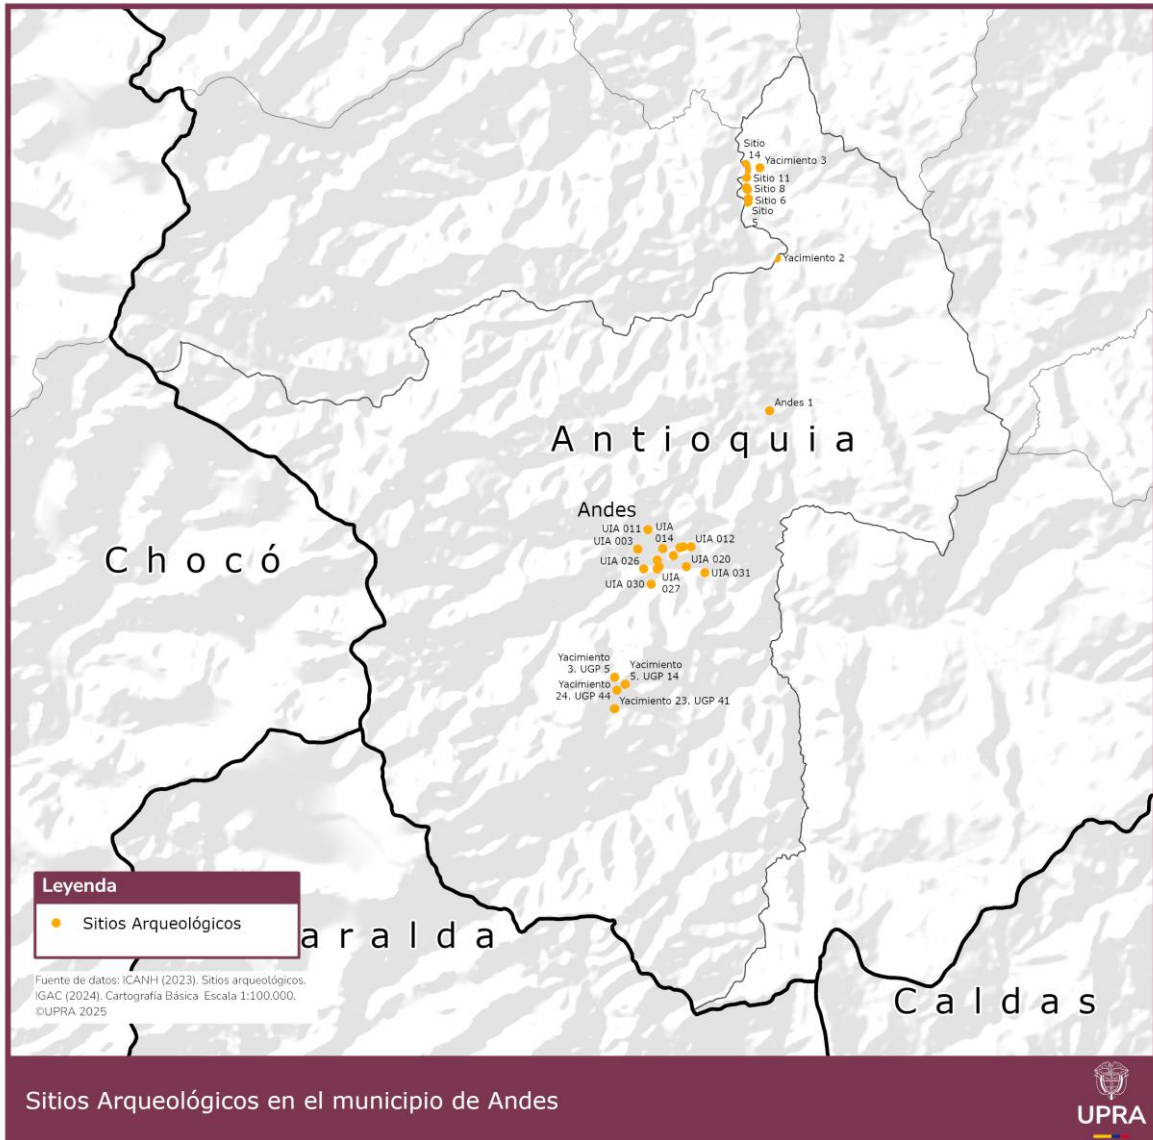 Sitio
14
Yacimiento 3
Sitio 11
Sitio 8
Sitio 6
Sitio
5
Yacimiento 2
Andes 1
Antioquia
Andes
UIA 011
UIA
014
UIA 003
UIA 012
UIA 026
UIA 020
UIA 031
UIA
027
UIA 030
Chocó
Yacimiento
3. UGP 5
Yacimiento
5. UGP 14
Yacimiento
24. UGP 44
Yacimiento 23. UGP 41
Leyenda
Sitios Arqueológicos
aralda
Caldas
Fuente de datos: ICANH (2023). Sitios arqueológicos.
IGAC (2024). Cartografía Básica Escala 1:100.000.
©UPRA 2025
Sitios Arqueológicos en el municipio de Andes
UPRA